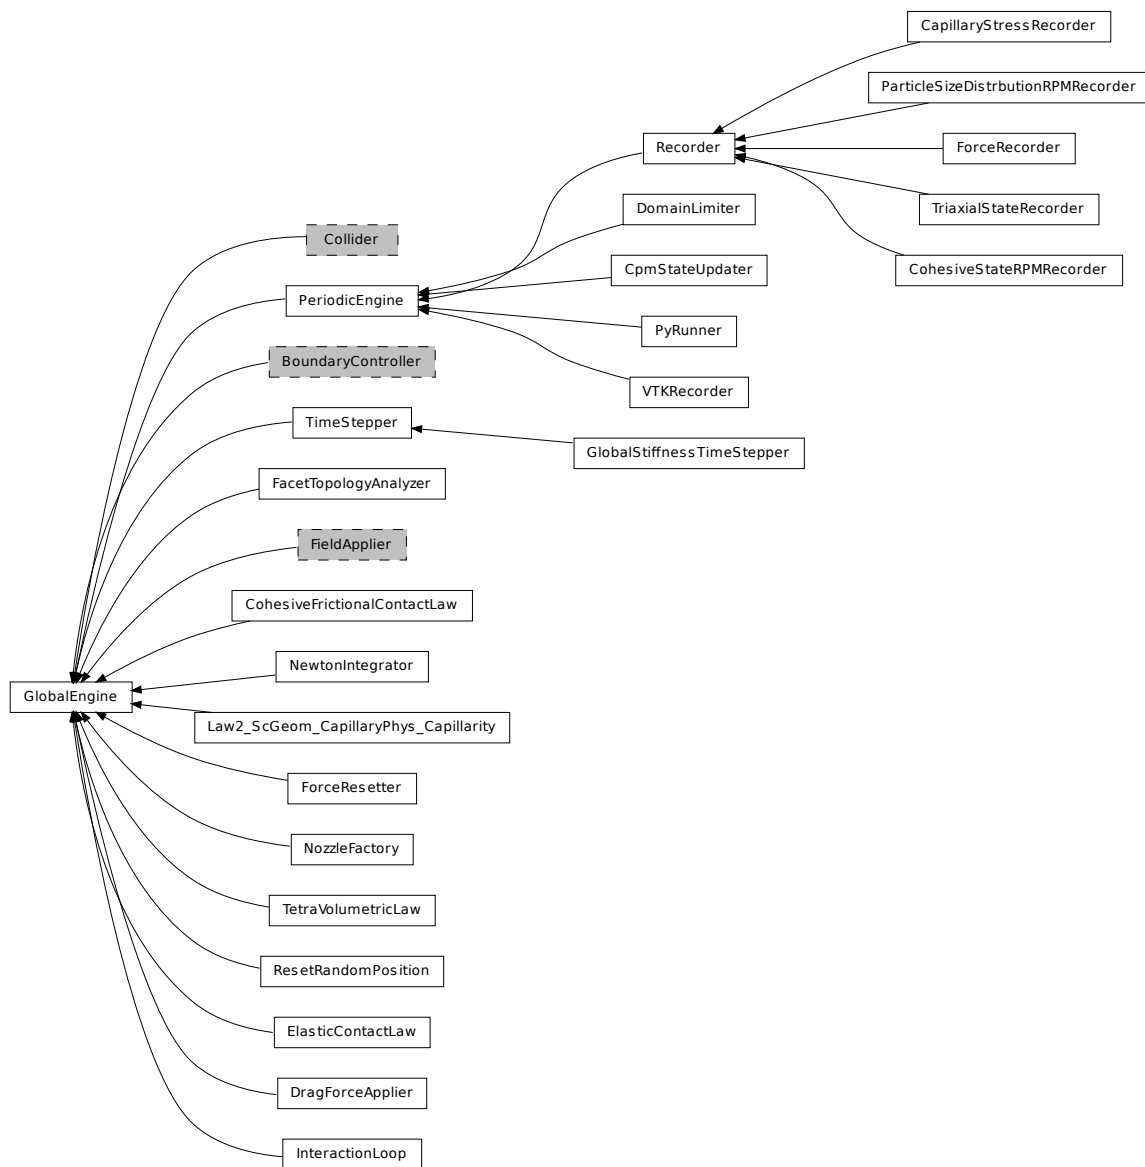 CapillaryStressRecorder
ParticleSizeDistrbutionRPMRecorder
Recorder
ForceRecorder
DomainLimiter
TriaxialStateRecorder
Collider
CpmStateUpdater
CohesiveStateRPMRecorder
PeriodicEngine
PyRunner
BoundaryController
VTKRecorder
TimeStepper
GlobalStiffnessTimeStepper
FacetTopologyAnalyzer
FieldApplier
CohesiveFrictionalContactLaw
NewtonIntegrator
GlobalEngine
Law2_ScGeom_CapillaryPhys_Capillarity
ForceResetter
NozzleFactory
TetraVolumetricLaw
ResetRandomPosition
ElasticContactLaw
DragForceApplier
InteractionLoop